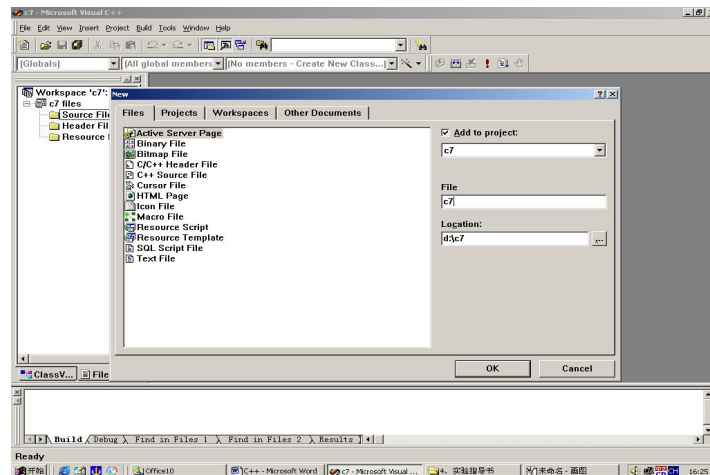 c7 - Microsoft Visual C++
File Edit View Insert Project Build Tools Window Help
(Globals) (All global members (No members - Create New Class...)
Workspace 'c7':
c7 files
Source File
Header Fil
Resource
New
Files Projects Workspaces Other Documents
Active Server Page
Binary File
Bitmap File
C/C++ Header File
C++ Source File
Cursor File
HTML Page
Icon File
Macro File
Resource Script
Resource Template
SQL Script File
Text File
Add to project:
c7
File
c7
Location:
d:\c7
...
OK Cancel
ClassV... File
Build Debug Find in Files 1 Find in Files 2 Results
Ready
开始 Office10 C++ - Microsoft Word c7 - Microsoft Visual ... 4、实验指导书 未命名 - 画图 16:25